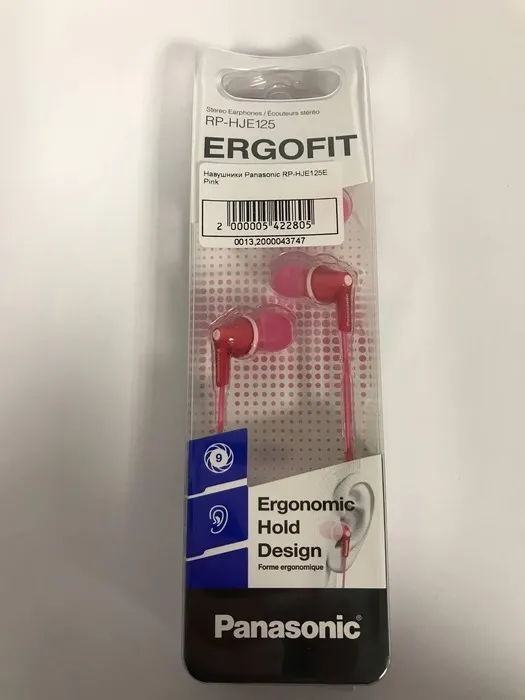 Stereo Earphones / Écouteurs stéréo
RP-HJE125
ERGOFIT
Навушники Panasonic RP-HJE125E
Pink
2 000005 422805
0013,2000043747
9
Ergonomic
Hold
Design
Forme ergonomique
Panasonic®